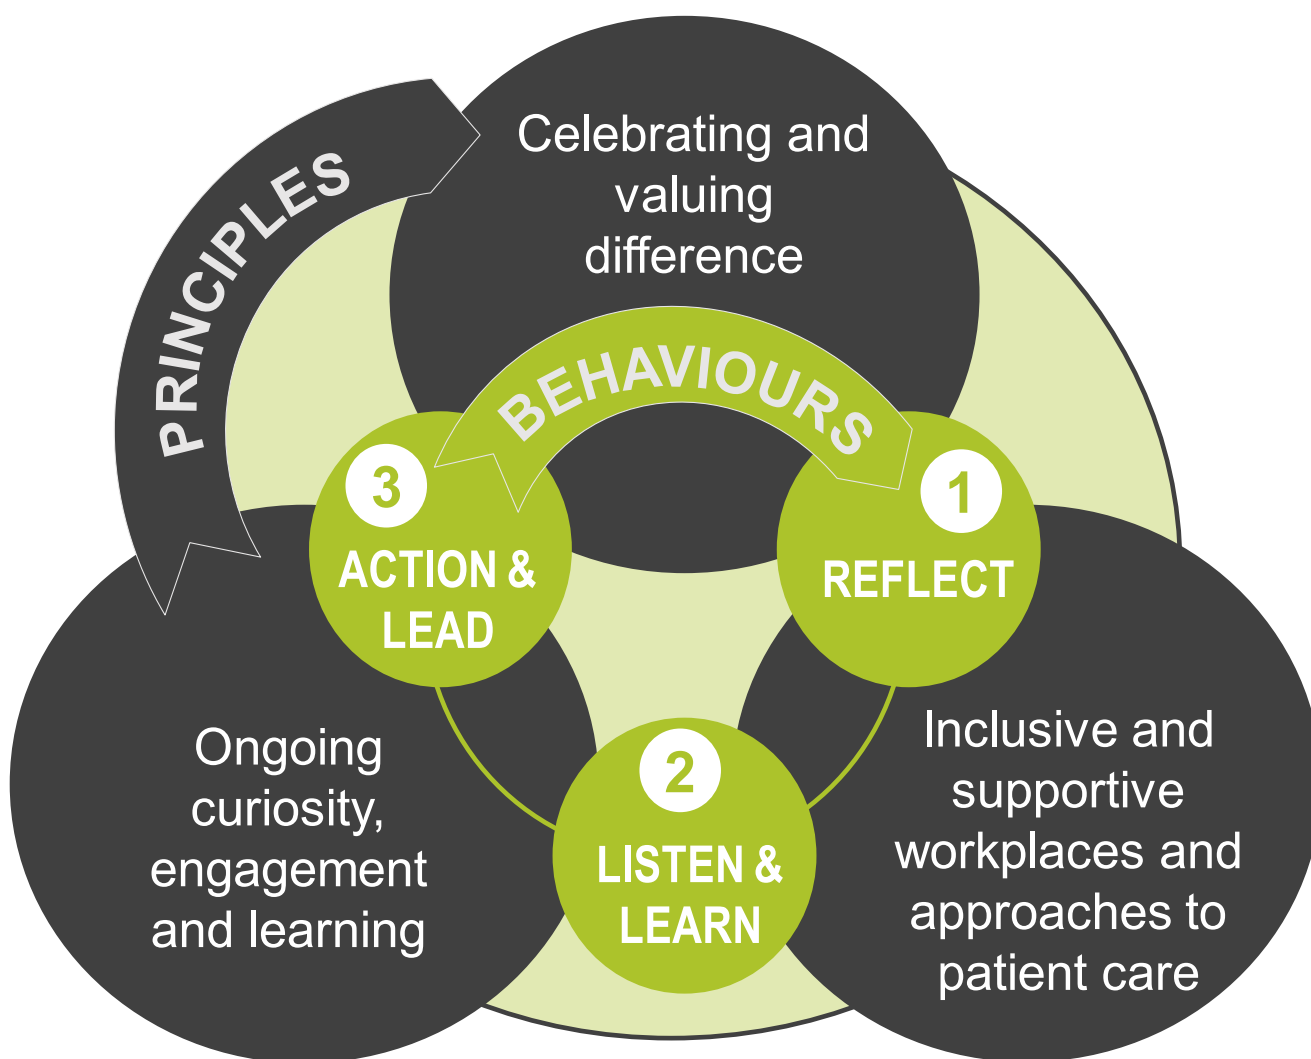 PRINCIPLES
Celebrating and
valuing
difference
BEHAVIOURS
1
REFLECT
2
LISTEN &
LEARN
3
ACTION &
LEAD
Inclusive and
supportive
workplaces and
approaches to
patient care
Ongoing
curiosity,
engagement
and learning